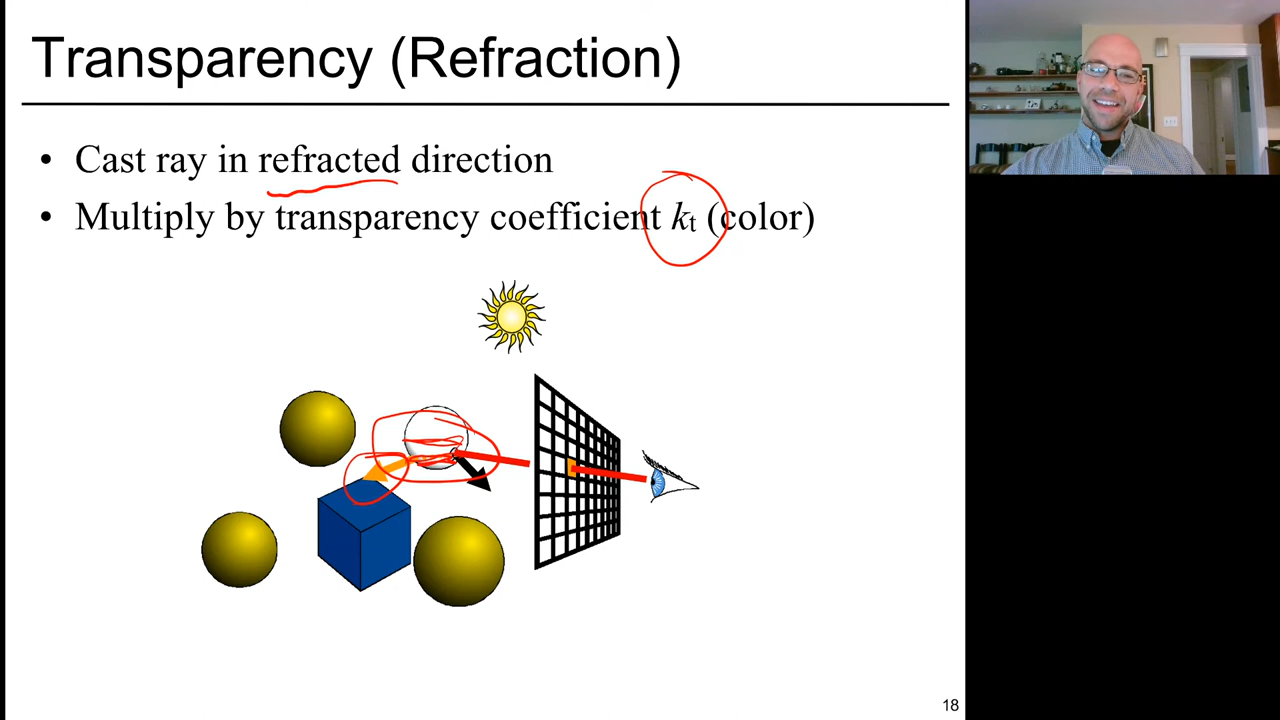 Transparency (Refraction)
• Cast ray in refracted direction
• Multiply by transparency coefficient kt (color)
18